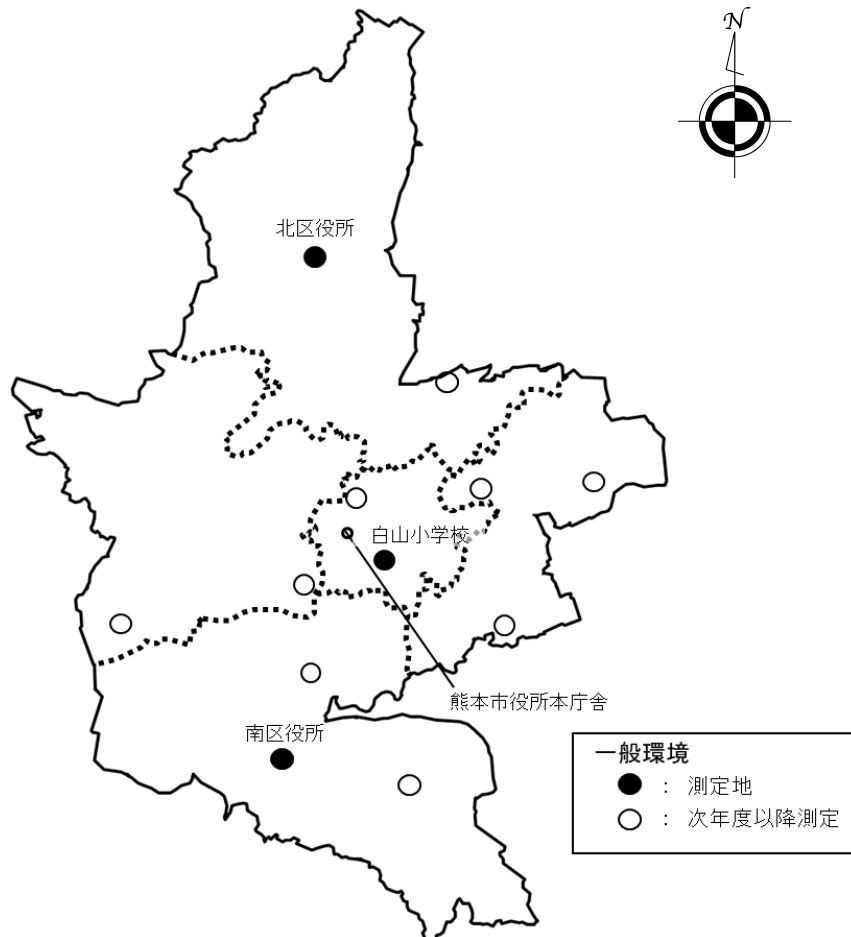 N
北区役所
白山小学校
熊本市役所本庁舎
南区役所
一般環境
● : 測定地
○ : 次年度以降測定